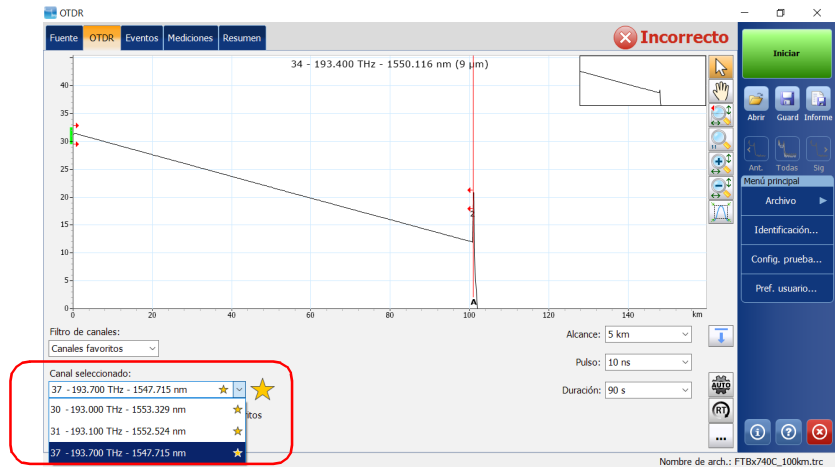 OTDR
Fuente OTDR Eventos Mediciones Resumen
Incorrecto
34 - 193.400 THz - 1550.116 nm (9 µm)
40
35
30
25
20
15
10
5
0
2
A
0 20 40 60 80 100 120 140 km
Filtro de canales:
Canales favoritos
Canal seleccionado:
37 - 193.700 THz - 1547.715 nm
30 - 193.000 THz - 1553.329 nm
31 - 193.100 THz - 1552.524 nm
37 - 193.700 THz - 1547.715 nm
itos
Alcance: 5 km
Pulso: 10 ns
Duración: 90 s
AUTO
RT
...
Iniciar
Abrir Guard Informe
Ant. Todas Sig
Menú principal
Archivo
Identificación...
Config. prueba...
Pref. usuario...
Nombre de arch.: FTBx740C_100km.trc